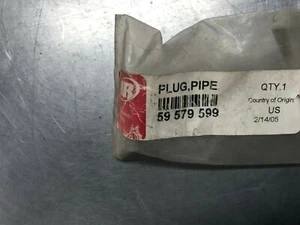 PLUG,PIPE
QTY.1
Country of Origin
59 579 599
US
2/14/05